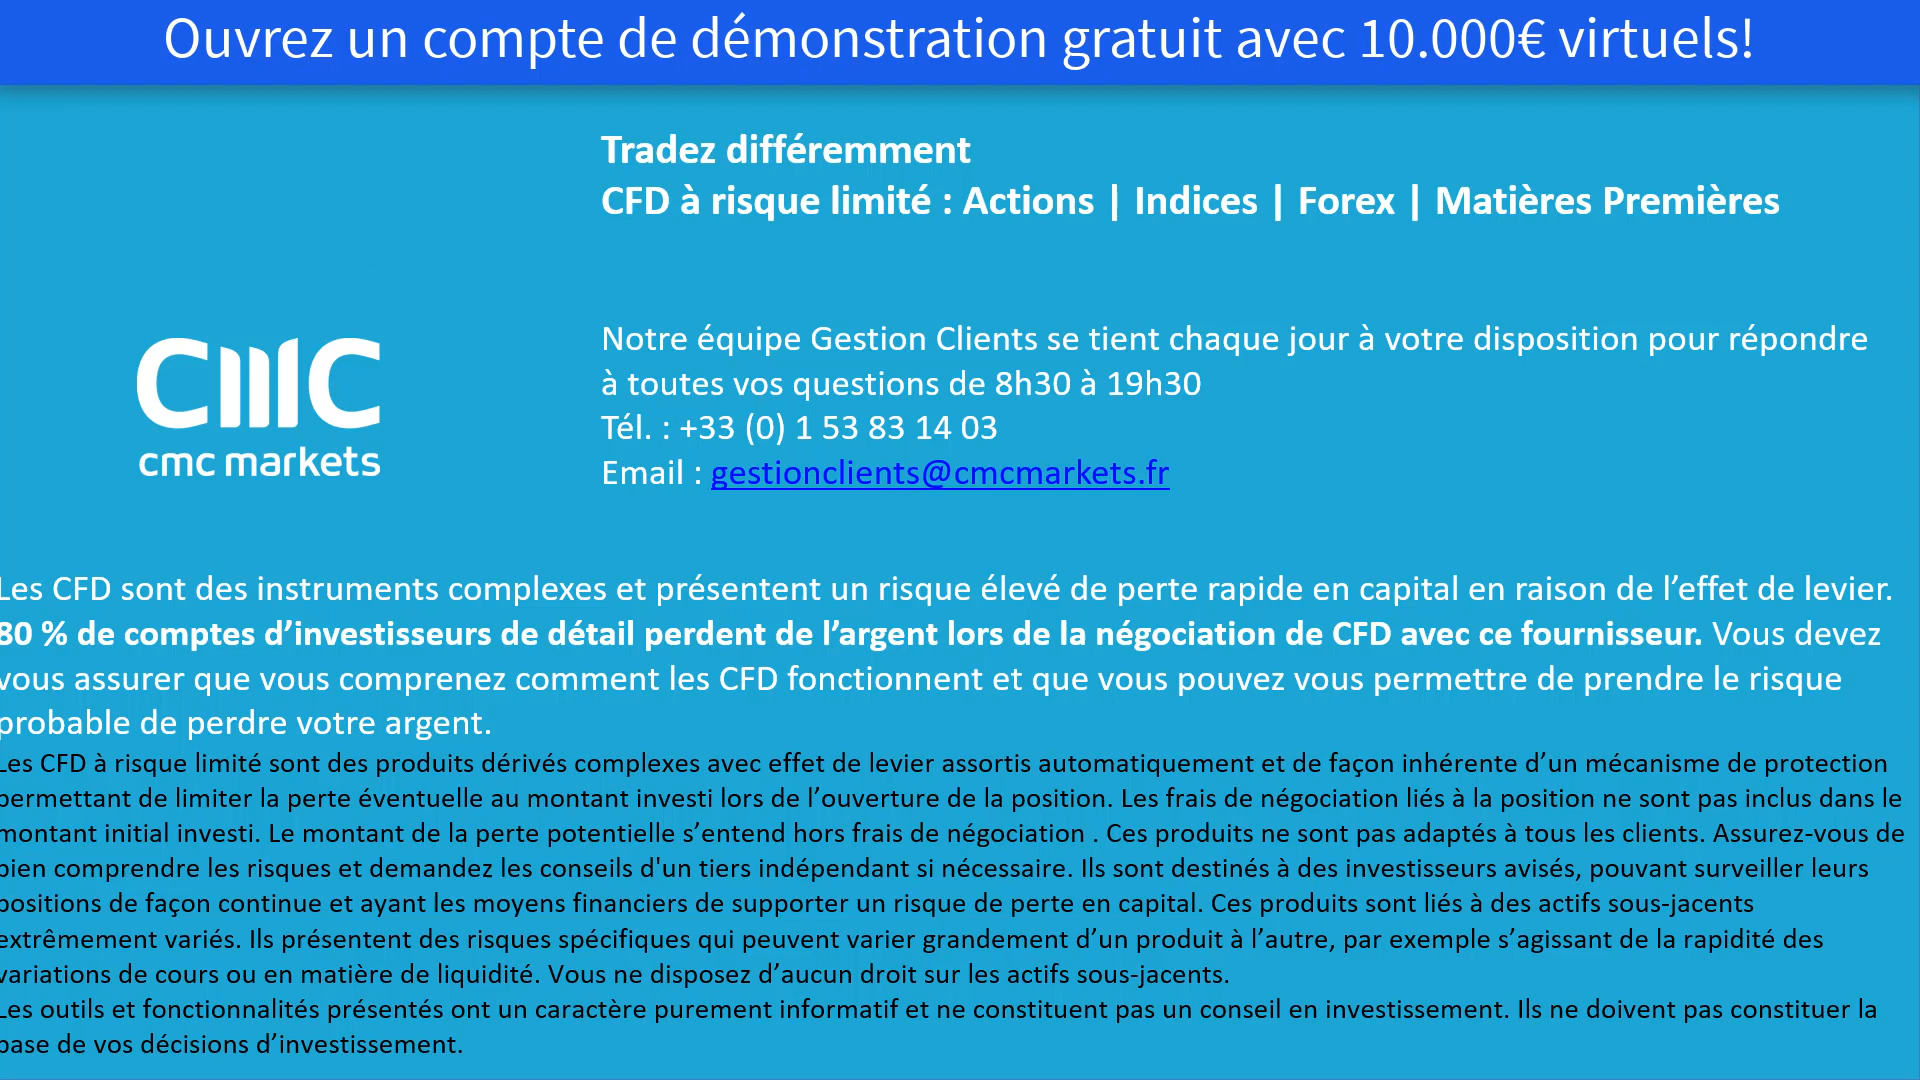 Ouvrez un compte de démonstration gratuit avec 10.000€ virtuels!
Tradez différemment
CFD à risque limité : Actions | Indices | Forex | Matières Premières
CMC
cmc markets
Notre équipe Gestion Clients se tient chaque jour à votre disposition pour répondre
à toutes vos questions de 8h30 à 19h30
Tél. : +33 (0) 1 53 83 14 03
Email : gestionclients@cmcmarkets.fr
Les CFD sont des instruments complexes et présentent un risque élevé de perte rapide en capital en raison de l’effet de levier.
80 % de comptes d’investisseurs de détail perdent de l’argent lors de la négociation de CFD avec ce fournisseur. Vous devez
vous assurer que vous comprenez comment les CFD fonctionnent et que vous pouvez vous permettre de prendre le risque
probable de perdre votre argent.
Les CFD à risque limité sont des produits dérivés complexes avec effet de levier assortis automatiquement et de façon inhérente d’un mécanisme de protection
permettant de limiter la perte éventuelle au montant investi lors de l’ouverture de la position. Les frais de négociation liés à la position ne sont pas inclus dans le
montant initial investi. Le montant de la perte potentielle s’entend hors frais de négociation . Ces produits ne sont pas adaptés à tous les clients. Assurez-vous de
bien comprendre les risques et demandez les conseils d'un tiers indépendant si nécessaire. Ils sont destinés à des investisseurs avisés, pouvant surveiller leurs
positions de façon continue et ayant les moyens financiers de supporter un risque de perte en capital. Ces produits sont liés à des actifs sous-jacents
extrêmement variés. Ils présentent des risques spécifiques qui peuvent varier grandement d’un produit à l’autre, par exemple s’agissant de la rapidité des
variations de cours ou en matière de liquidité. Vous ne disposez d’aucun droit sur les actifs sous-jacents.
Les outils et fonctionnalités présentés ont un caractère purement informatif et ne constituent pas un conseil en investissement. Ils ne doivent pas constituer la
base de vos décisions d’investissement.